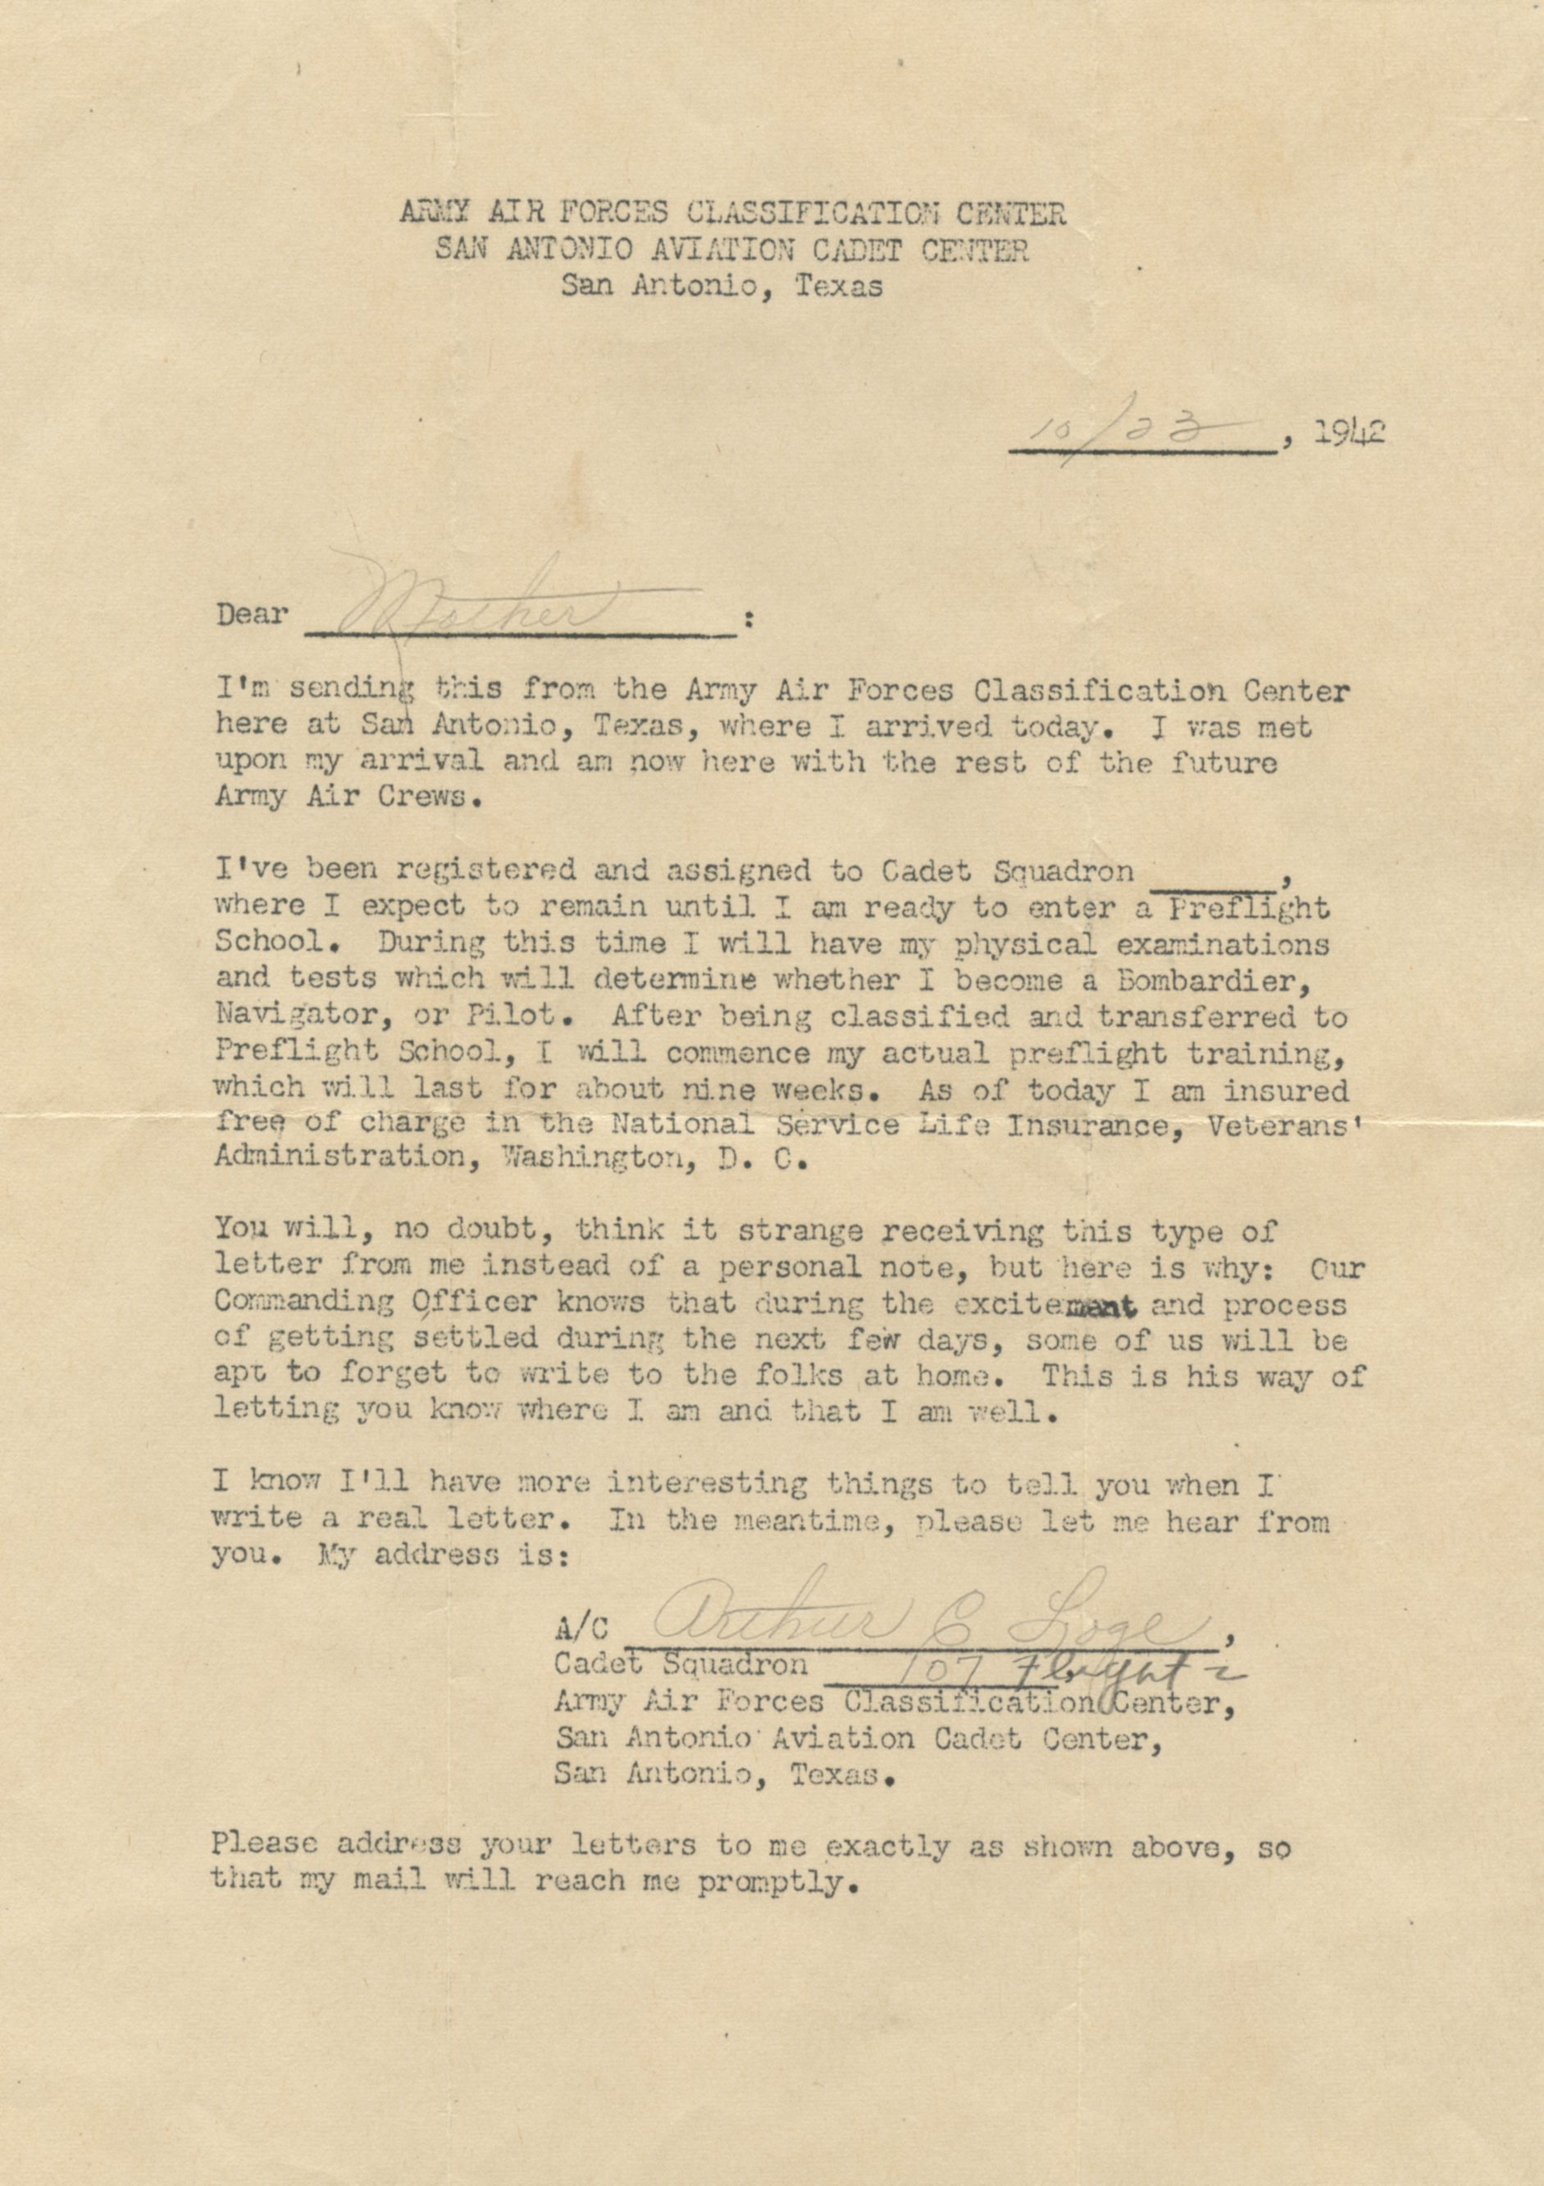 ARMY AIR FORCES CLASSIFICATION CENTER
SAN ANTONIO AVIATION CADET CENTER
San Antonio, Texas
10/23, 1942
Dear Mother :
I'm sending this from the Army Air Forces Classification Center
here at San Antonio, Texas, where I arrived today. I was met
upon my arrival and am now here with the rest of the future
Army Air Crews.
I've been registered and assigned to Cadet Squadron ______,
where I expect to remain until I am ready to enter a Preflight
School. During this time I will have my physical examinations
and tests which will determine whether I become a Bombardier,
Navigator, or Pilot. After being classified and transferred to
Preflight School, I will commence my actual preflight training,
which will last for about nine weeks. As of today I am insured
free of charge in the National Service Life Insurance, Veterans'
Administration, Washington, D. C.
You will, no doubt, think it strange receiving this type of
letter from me instead of a personal note, but here is why: Our
Commanding Officer knows that during the excitement and process
of getting settled during the next few days, some of us will be
apt to forget to write to the folks at home. This is his way of
letting you know where I am and that I am well.
I know I'll have more interesting things to tell you when I
write a real letter. In the meantime, please let me hear from
you. My address is:
A/C Arthur C Loge,
Cadet Squadron 107 Flight 2
Army Air Forces Classification Center,
San Antonio Aviation Cadet Center,
San Antonio, Texas.
Please address your letters to me exactly as shown above, so
that my mail will reach me promptly.